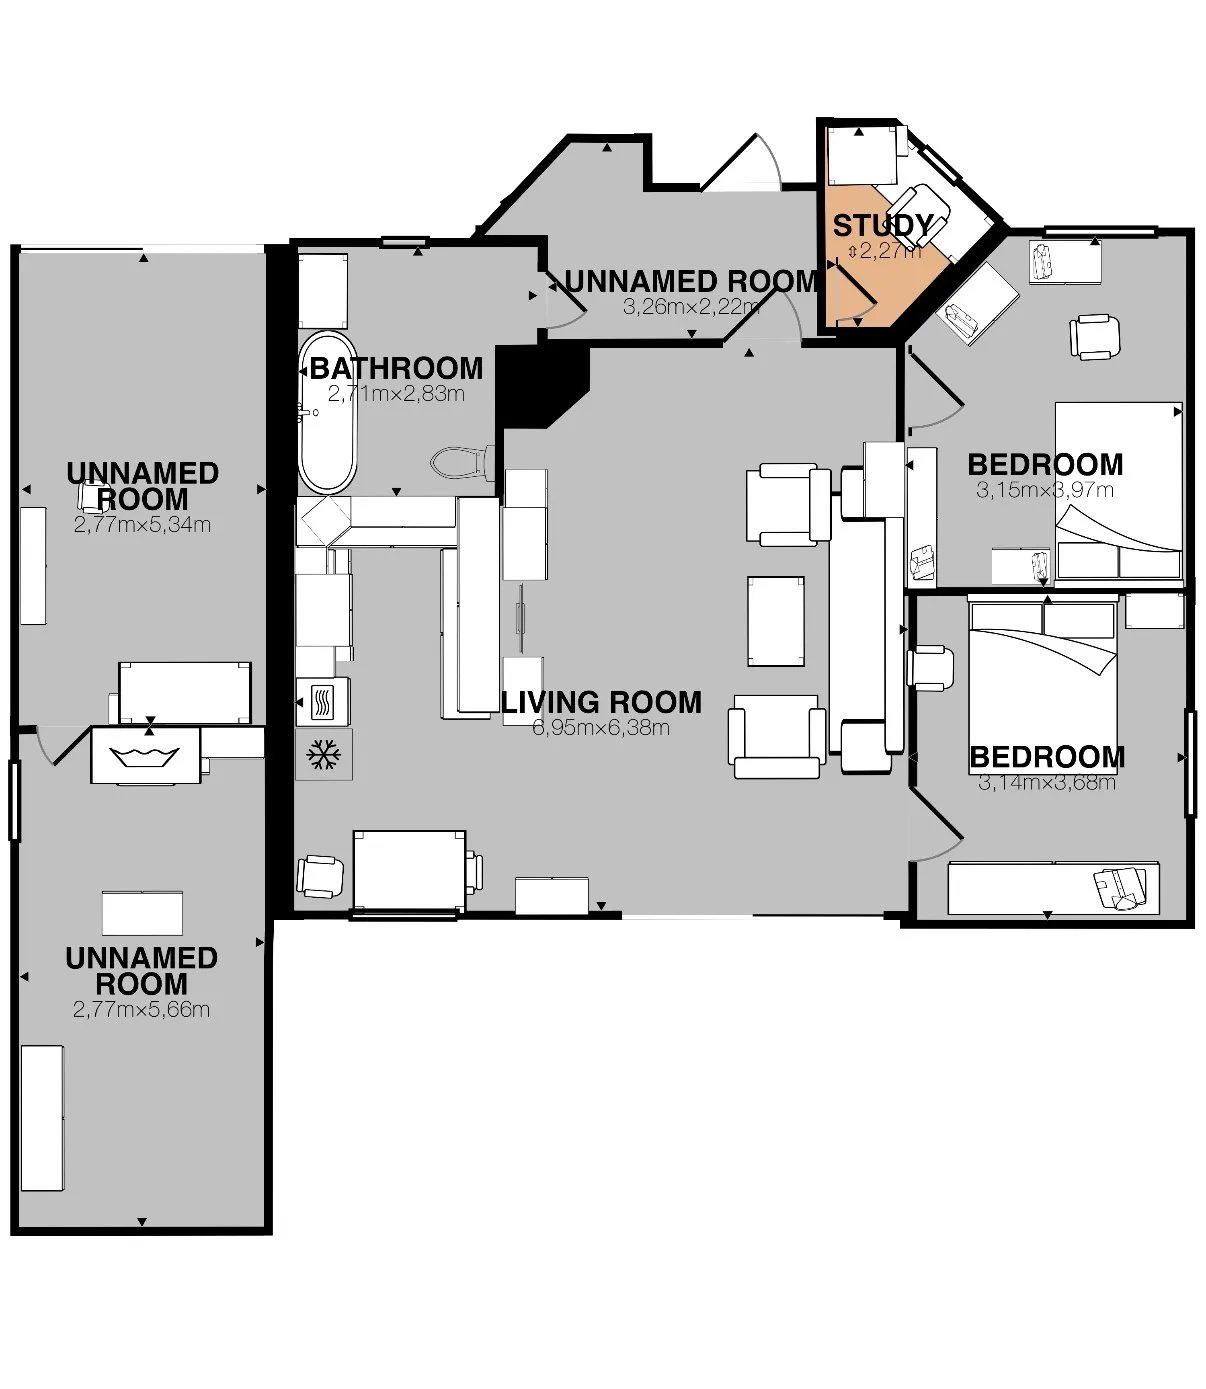 STUDY
⇕2,27m
UNNAMED ROOM
3,26m×2,22m
BATHROOM
2,71m×2,83m
UNNAMED
ROOM
2,77m×5,34m
BEDROOM
3,15m×3,97m
LIVING ROOM
6,95m×6,38m
BEDROOM
3,14m×3,68m
UNNAMED
ROOM
2,77m×5,66m